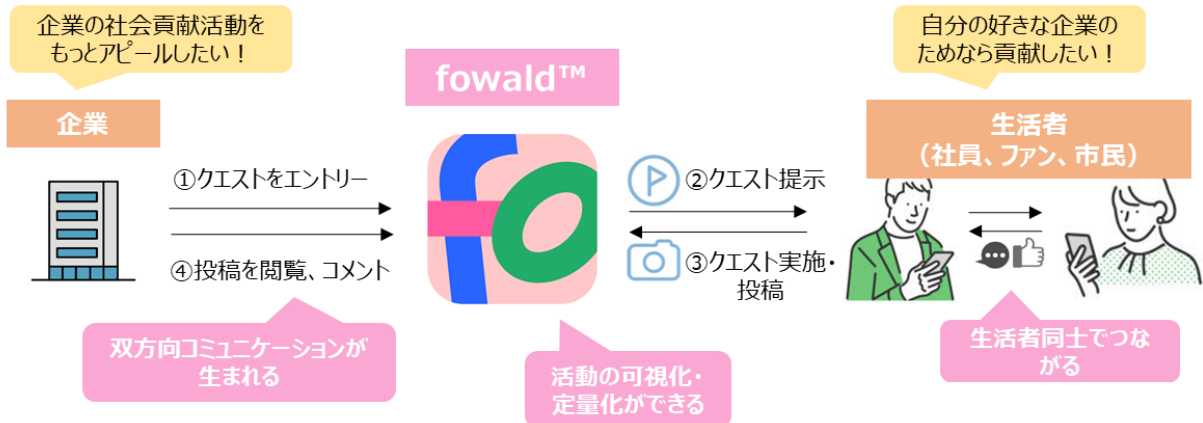 企業の社会貢献活動を
もっとアピールしたい！
企業
①クエストをエントリー
④投稿を閲覧、コメント
双方向コミュニケーションが
生まれる
fowald™
活動の可視化・
定量化ができる
②クエスト提示
③クエスト実施・
投稿
自分の好きな企業の
ためなら貢献したい！
生活者
（社員、ファン、市民）
生活者同士でつな
がる